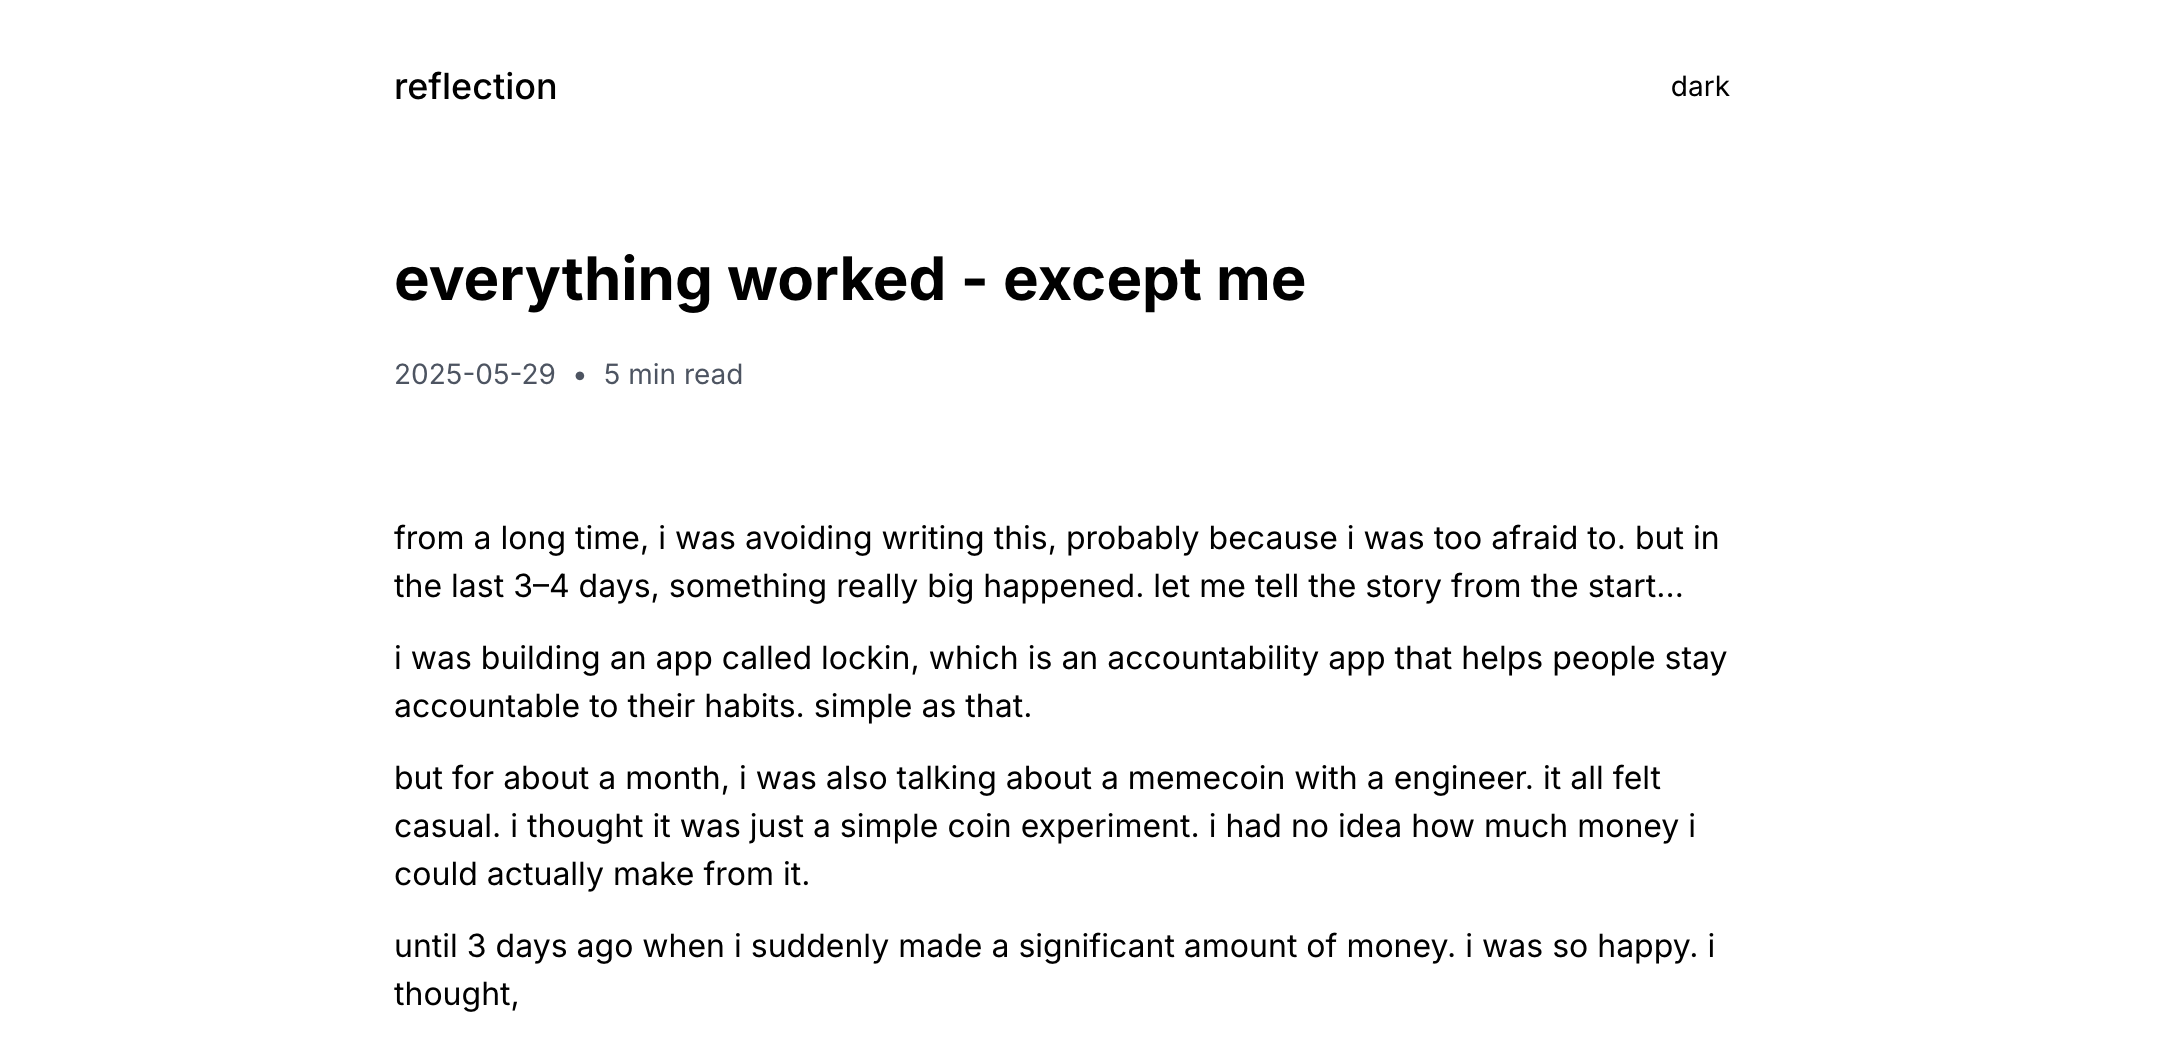 reflection
dark
everything worked - except me
2025-05-29 • 5 min read
from a long time, i was avoiding writing this, probably because i was too afraid to. but in
the last 3–4 days, something really big happened. let me tell the story from the start...
i was building an app called lockin, which is an accountability app that helps people stay
accountable to their habits. simple as that.
but for about a month, i was also talking about a memecoin with a engineer. it all felt
casual. i thought it was just a simple coin experiment. i had no idea how much money i
could actually make from it.
until 3 days ago when i suddenly made a significant amount of money. i was so happy. i
thought,